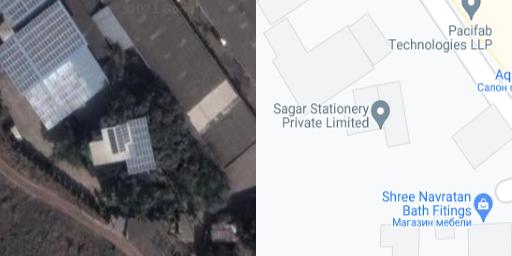 Pacifab
Technologies LLP
Aq
Салон с
Sagar Stationery
Private Limited
Shree Navratan
Bath Fitings
Магазин мебели